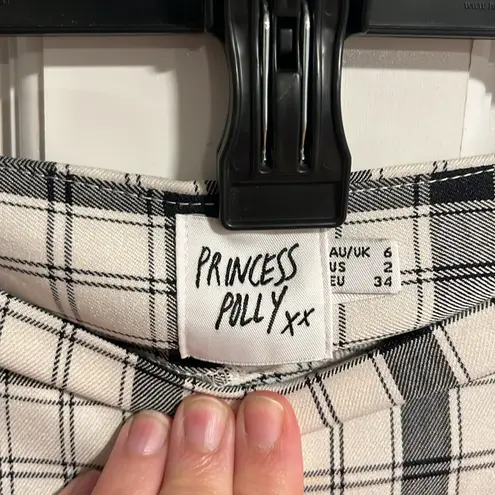 PRINCESS
POLLY xx
AU/UK 6
US 2
EU 34